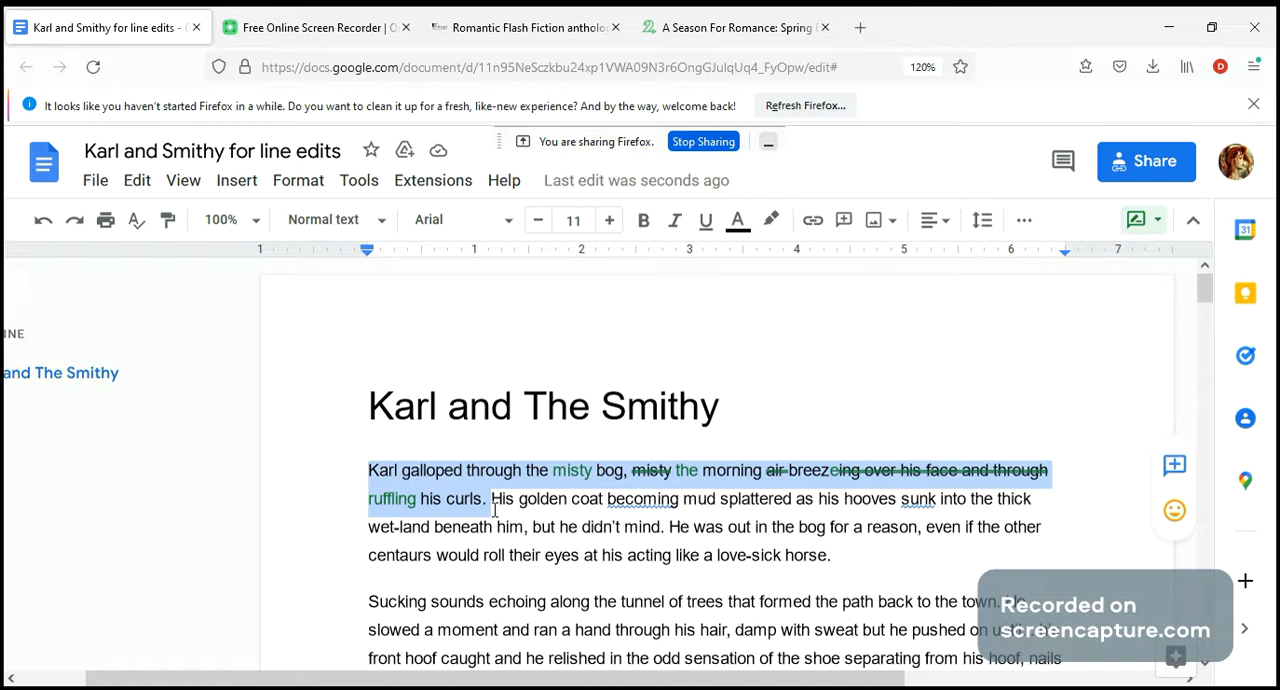 Karl and Smithy for line edits -
Free Online Screen Recorder | O
Romantic Flash Fiction antholo
A Season For Romance: Spring E
https://docs.google.com/document/d/11n95NeSczkbu24xp1VWA09N3r6OngGJulqUq4_FyOpw/edit#
120%
D
It looks like you haven't started Firefox in a while. Do you want to clean it up for a fresh, like-new experience? And by the way, welcome back!
Refresh Firefox...
Karl and Smithy for line edits
You are sharing Firefox.
Stop Sharing
Share
File Edit View Insert Format Tools Extensions Help Last edit was seconds ago
100% Normal text Arial 11 B I U A
31
1 1 2 3 4 5 6 7
INE
and The Smithy
Karl and The Smithy
Karl galloped through the misty bog, misty the morning air breezeing over his face and through
ruffling his curls. His golden coat becoming mud splattered as his hooves sunk into the thick
wet-land beneath him, but he didn't mind. He was out in the bog for a reason, even if the other
centaurs would roll their eyes at his acting like a love-sick horse.
Sucking sounds echoing along the tunnel of trees that formed the path back to the town. He
slowed a moment and ran a hand through his hair, damp with sweat but he pushed on
front hoof caught and he relished in the odd sensation of the shoe separating from his hoof, nails
Recorded on
screencapture.com